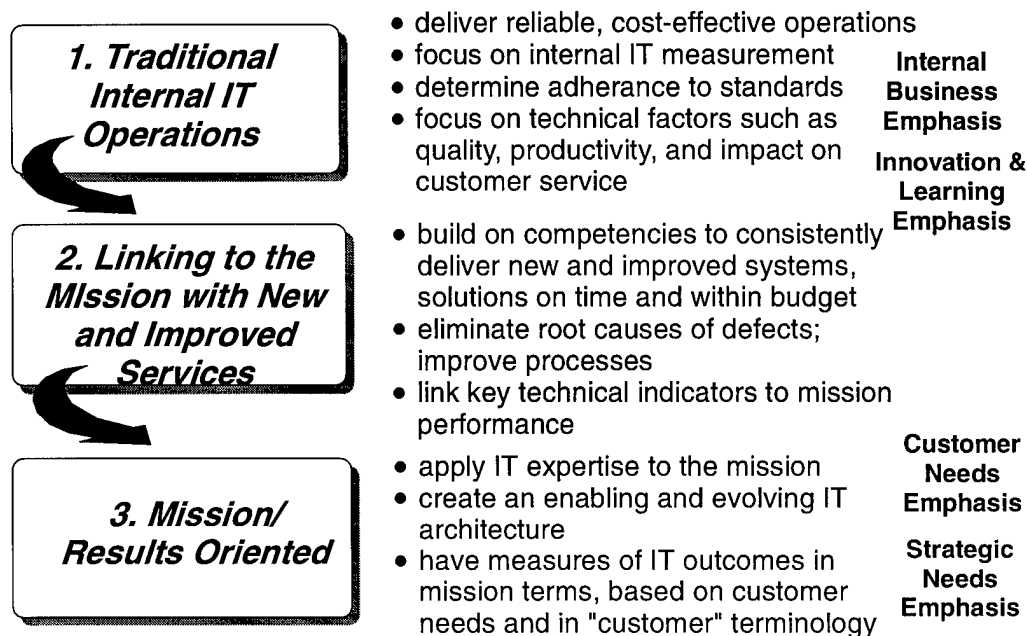 1. Traditional
Internal IT
Operations
• deliver reliable, cost-effective operations
• focus on internal IT measurement
• determine adherance to standards
• focus on technical factors such as
quality, productivity, and impact on
customer service
Internal
Business
Emphasis
Innovation &
Learning
Emphasis
2. Linking to the
MIssion with New
and Improved
Services
• build on competencies to consistently
deliver new and improved systems,
solutions on time and within budget
• eliminate root causes of defects;
improve processes
• link key technical indicators to mission
performance
3. Mission/
Results Oriented
• apply IT expertise to the mission
• create an enabling and evolving IT
architecture
• have measures of IT outcomes in
mission terms, based on customer
needs and in "customer" terminology
Customer
Needs
Emphasis
Strategic
Needs
Emphasis